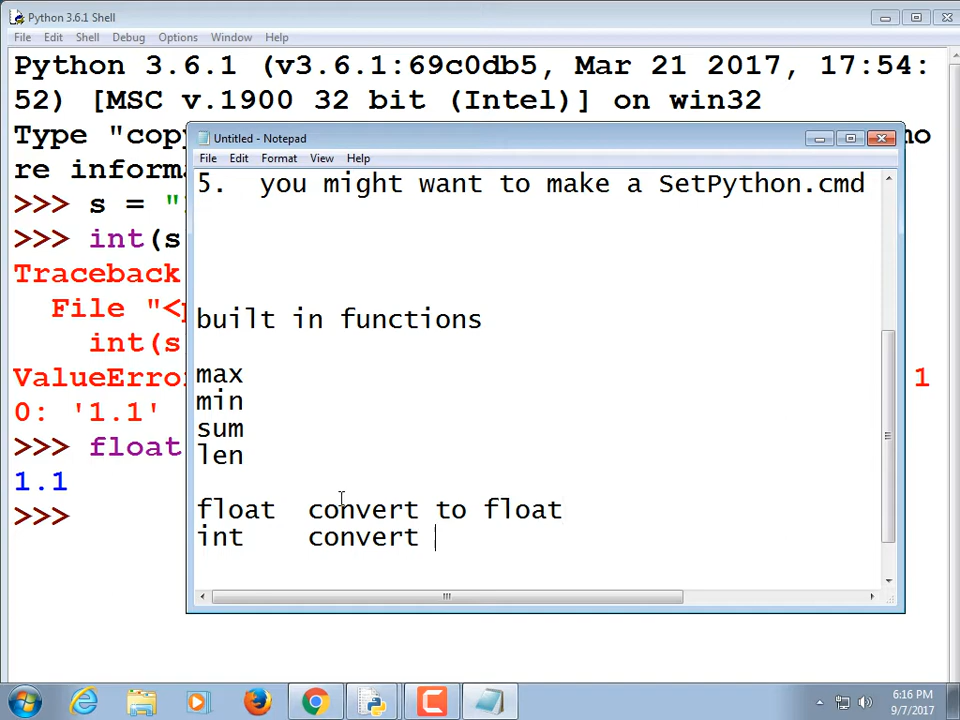 Python 3.6.1 Shell
File Edit Shell Debug Options Window Help
Python 3.6.1 (v3.6.1:69c0db5, Mar 21 2017, 17:54:
52) [MSC v.1900 32 bit (Intel)] on win32
Type "cop mo
re inform
>>> s = "
>>> int(s
Traceback
File "<
int(s
ValueErro 1
0: '1.1'
>>> float
1.1
>>>
Untitled - Notepad
File Edit Format View Help
5. you might want to make a SetPython.cmd
built in functions
max
min
sum
len
float convert to float
int convert
6:16 PM
9/7/2017